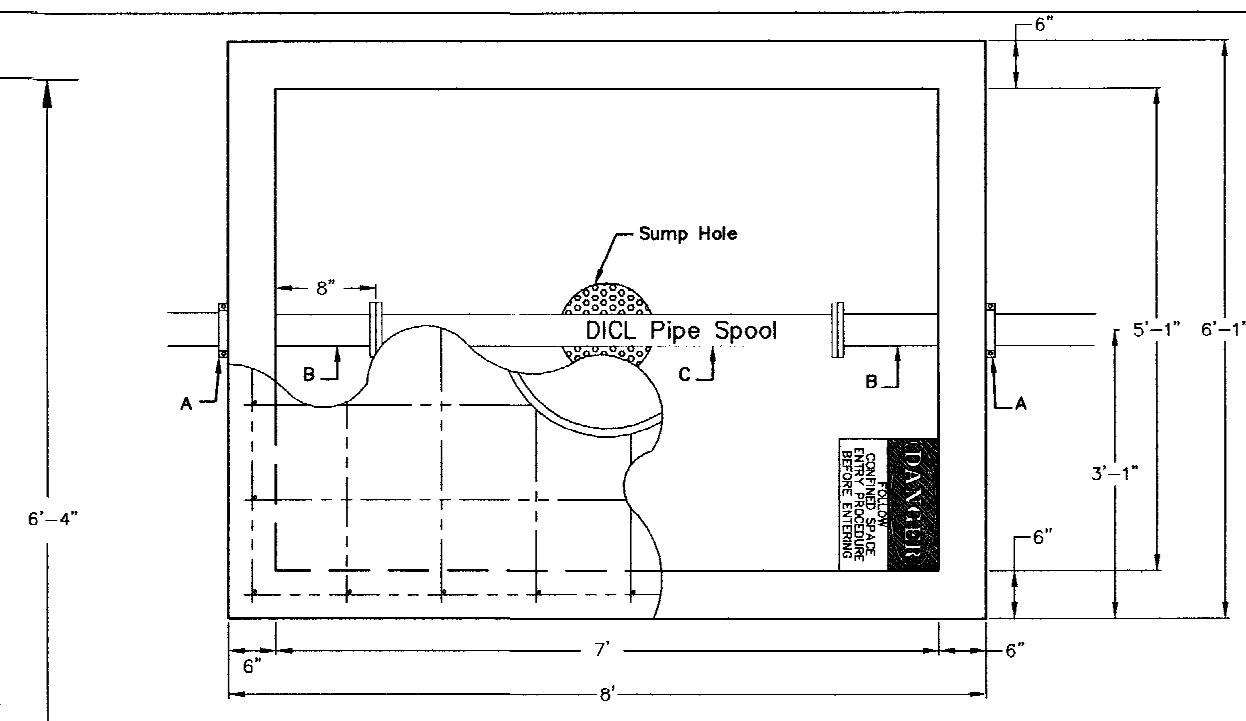 6"
Sump Hole
8"
DICL Pipe Spool
5'-1"
6'-1"
B
C
B
A
A
DANGER
FOLLOW
CONFINED SPACE
ENTRY PROCEDURE
BEFORE ENTERING
3'-1"
6'-4"
6"
6"
7'
6"
8'